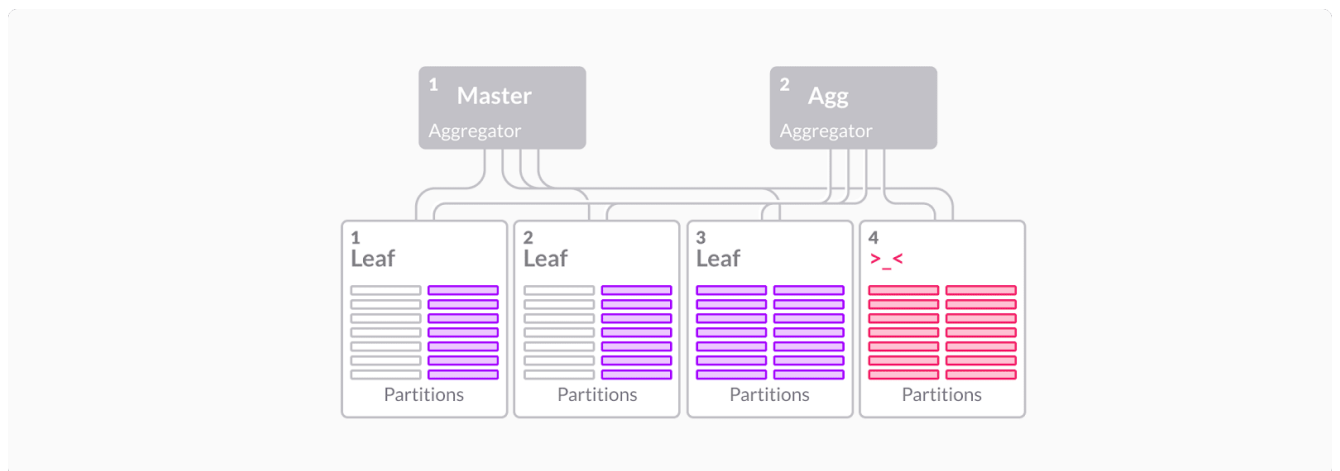 1
Master
Aggregator
2
Agg
Aggregator
1
Leaf
Partitions
2
Leaf
Partitions
3
Leaf
Partitions
4
>_<
Partitions